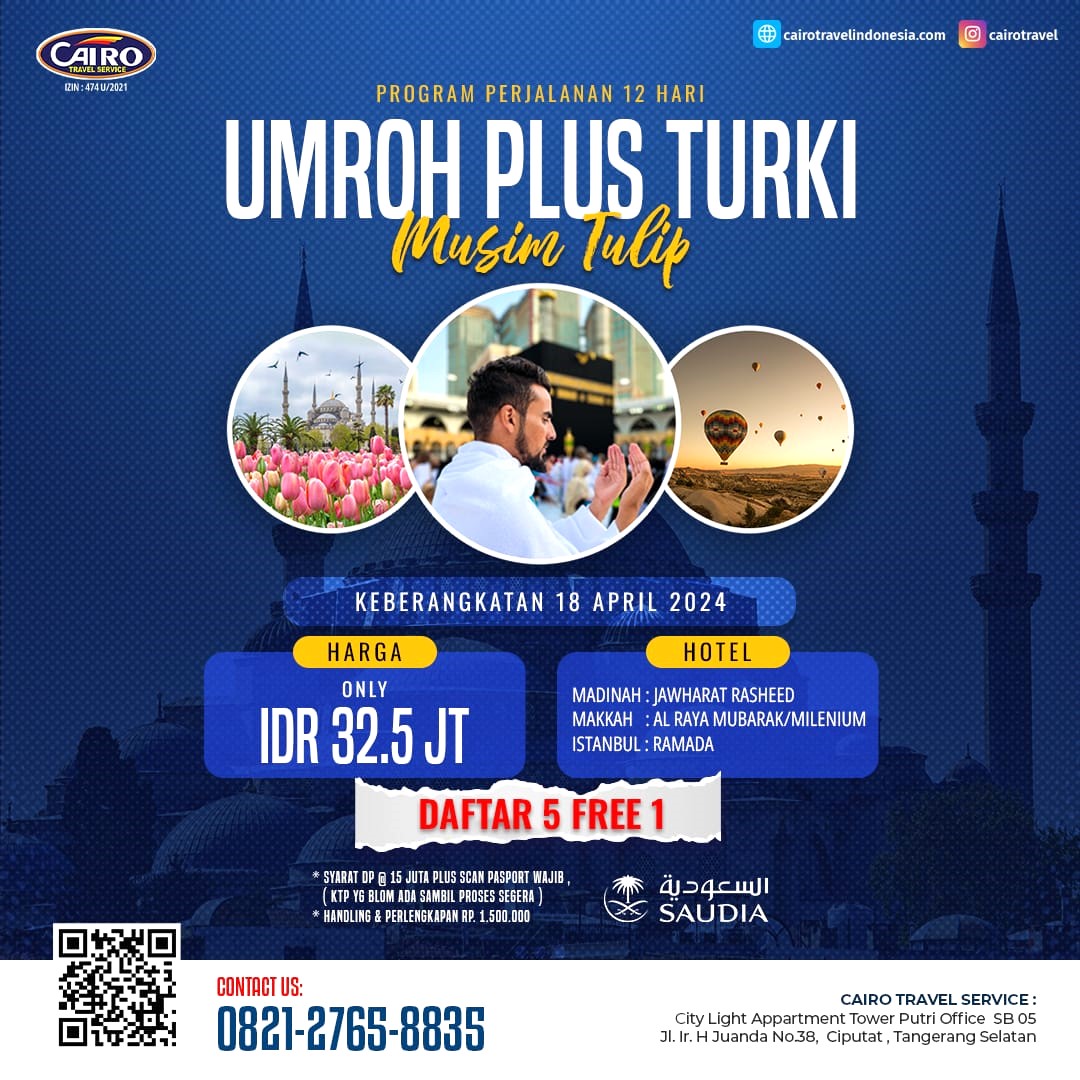 CAIRO
TRAVEL SERVICE
IZIN : 474 U/2021
cairotravelindonesia.com
cairotravel
PROGRAM PERJALANAN 12 HARI
UMROH PLUS TURKI
Musim Tulip
KEBERANGKATAN 18 APRIL 2024
HARGA
ONLY
IDR 32.5 JT
HOTEL
MADINAH : JAWHARAT RASHEED
MAKKAH : AL RAYA MUBARAK/MILENIUM
ISTANBUL : RAMADA
DAFTAR 5 FREE 1
* SYARAT DP @ 15 JUTA PLUS SCAN PASPORT WAJIB ,
( KTP YG BLOM ADA SAMBIL PROSES SEGERA )
* HANDLING & PERLENGKAPAN RP. 1.500.000
السعودية
SAUDIA
CONTACT US:
0821-2765-8835
CAIRO TRAVEL SERVICE :
City Light Appartment Tower Putri Office SB 05
Jl. Ir. H Juanda No.38, Ciputat , Tangerang Selatan